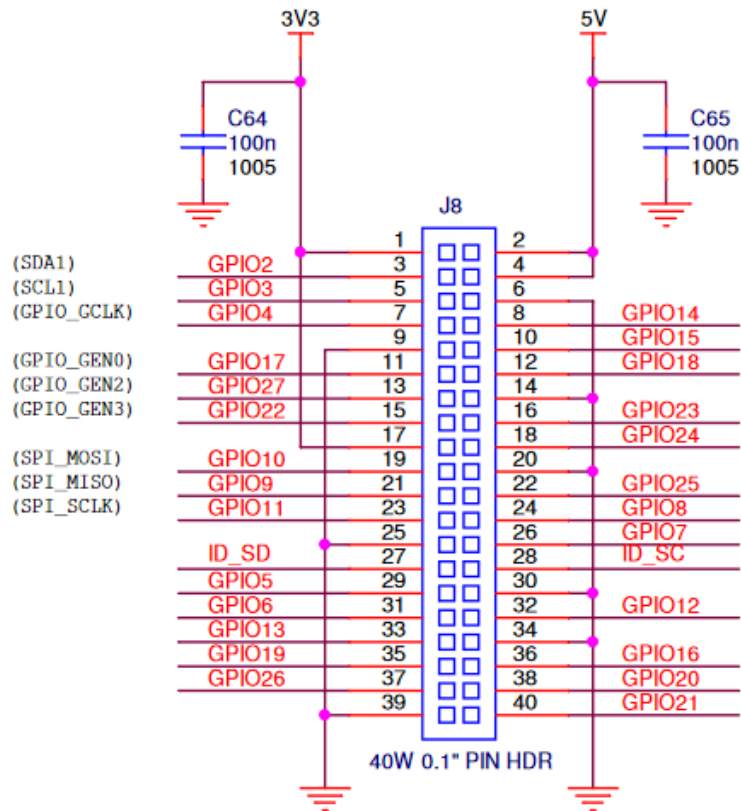 3V3 5V
C64 C65
100n 100n
1005 1005
J8
1 2
(SDA1) GPIO2 3 4
(SCL1) GPIO3 5 6
(GPIO_GCLK) GPIO4 7 8 GPIO14
9 10 GPIO15
(GPIO_GEN0) GPIO17 11 12 GPIO18
(GPIO_GEN2) GPIO27 13 14
(GPIO_GEN3) GPIO22 15 16 GPIO23
17 18 GPIO24
(SPI_MOSI) GPIO10 19 20
(SPI_MISO) GPIO9 21 22 GPIO25
(SPI_SCLK) GPIO11 23 24 GPIO8
25 26 GPIO7
ID_SD 27 28 ID_SC
GPIO5 29 30
GPIO6 31 32 GPIO12
GPIO13 33 34
GPIO19 35 36 GPIO16
GPIO26 37 38 GPIO20
39 40 GPIO21
40W 0.1" PIN HDR